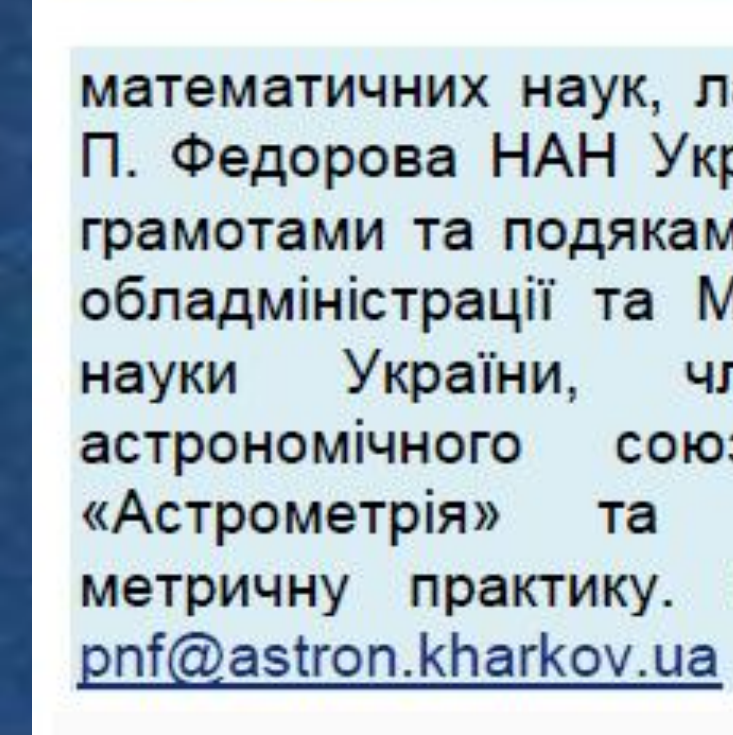 математичних наук, ла
П. Федорова НАН Укр
грамотами та подякам
обладміністрації та М
науки України, чл
астрономічного союз
«Астрометрія» та
метричну практику.
pnf@astron.kharkov.ua